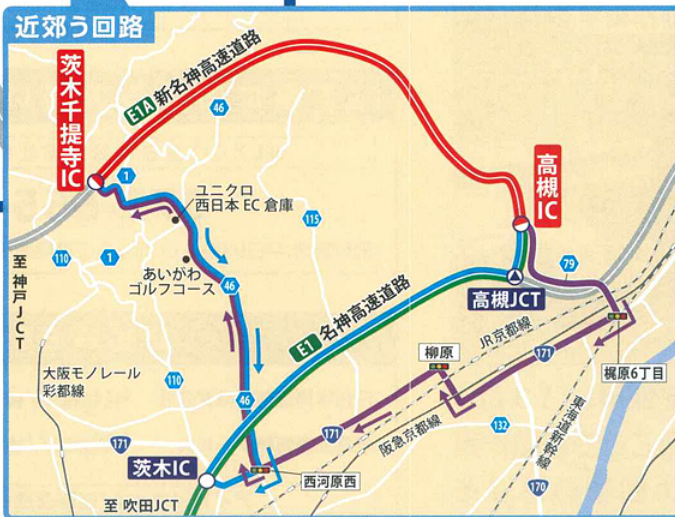 近郊う回路
茨木千提寺IC
E1A 新名神高速道路
46
1
ユニクロ
西日本 EC 倉庫
高槻IC
115
110
1
あいがわ
ゴルフコース
79
至 神戸JCT
46
E1 名神高速道路
高槻JCT
JR京都線
柳原
171
梶原6丁目
大阪モノレール
彩都線
110
46
阪急京都線
東海道新幹線
171
171
132
茨木IC
西河原西
170
至 吹田JCT